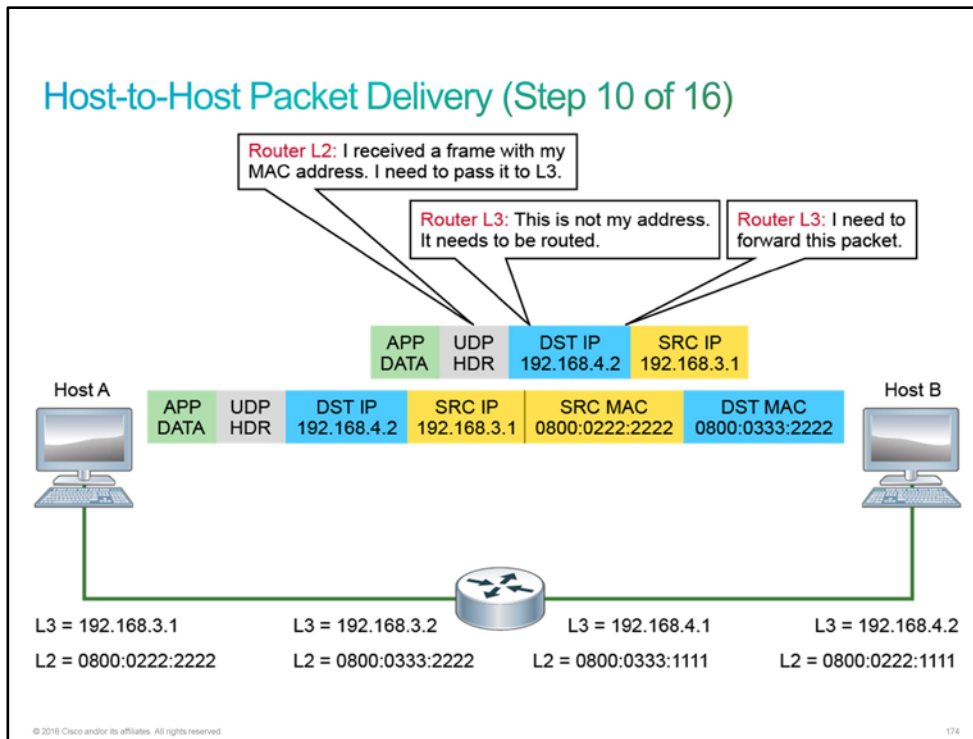 Host-to-Host Packet Delivery (Step 10 of 16)
Router L2: I received a frame with my
MAC address. I need to pass it to L3.
Router L3: This is not my address.
It needs to be routed.
Router L3: I need to
forward this packet.
APP
DATA
UDP
HDR
DST IP
192.168.4.2
SRC IP
192.168.3.1
Host A
Host B
APP
DATA
UDP
HDR
DST IP
192.168.4.2
SRC IP
192.168.3.1
SRC MAC
0800:0222:2222
DST MAC
0800:0333:2222
L3 = 192.168.3.1
L2 = 0800:0222:2222
L3 = 192.168.3.2
L2 = 0800:0333:2222
L3 = 192.168.4.1
L2 = 0800:0333:1111
L3 = 192.168.4.2
L2 = 0800:0222:1111
© 2016 Cisco and/or its affiliates. All rights reserved.
174